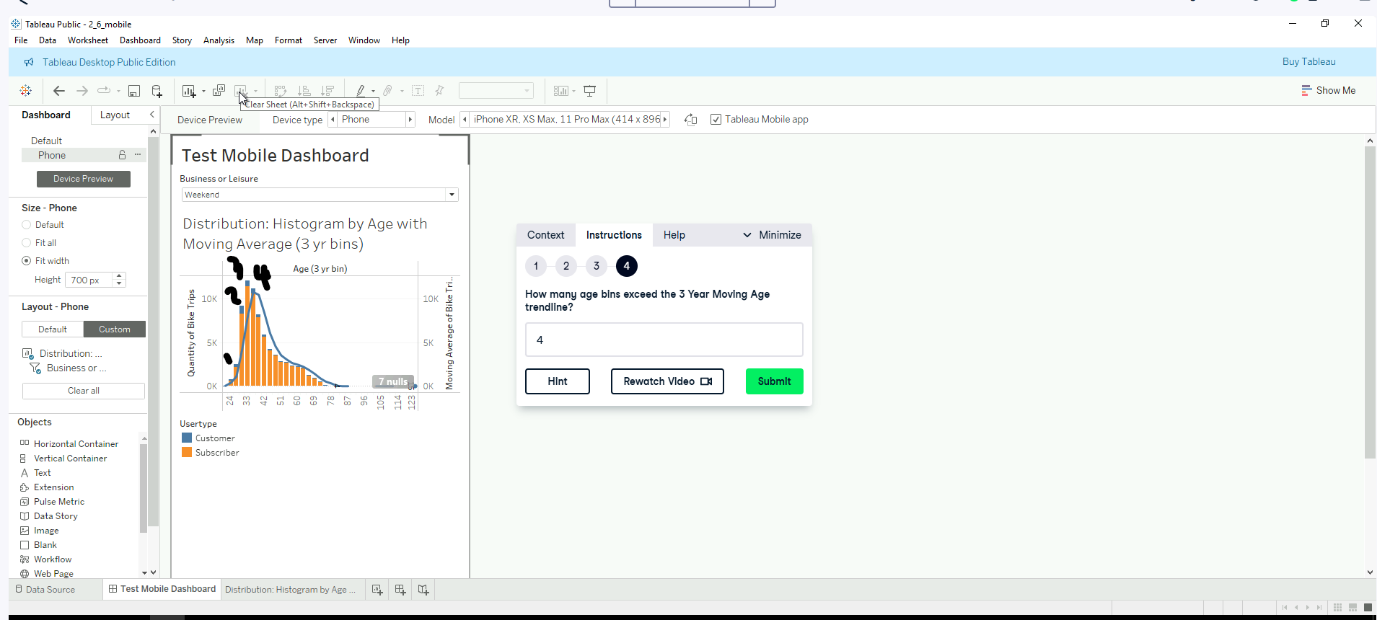 Tableau Public - 2_6_mobile
File Data Worksheet Dashboard Story Analysis Map Format Server Window Help
Tableau Desktop Public Edition
Buy Tableau
Show Me
Clear Sheet (Alt+Shift+Backspace)
Dashboard Layout
Device Preview Device type Phone Model iPhone XR, XS Max, 11 Pro Max (414 x 896 Tableau Mobile app
Default
Phone
Device Preview
Size - Phone
Default
Fit all
Fit width
Height 700 px
Layout - Phone
Default Custom
Distribution: ...
Business or ...
Clear all
Objects
Horizontal Container
Vertical Container
Text
Extension
Pulse Metric
Data Story
Image
Blank
Workflow
Web Page
Test Mobile Dashboard
Business or Leisure
Weekend
Distribution: Histogram by Age with
Moving Average (3 yr bins)
Age (3 yr bin)
Quantity of Bike Trips
10K
5K
0K
10K
5K
0K
Moving Average of Bike Tri..
3 4
2
7 nulls
24 33 42 51 60 69 78 87 96 105 114 123
Usertype
Customer
Subscriber
Context Instructions Help Minimize
1 2 3 4
How many age bins exceed the 3 Year Moving Age
trendline?
4
Hint Rewatch Video Submit
Data Source Test Mobile Dashboard Distribution: Histogram by Age ...